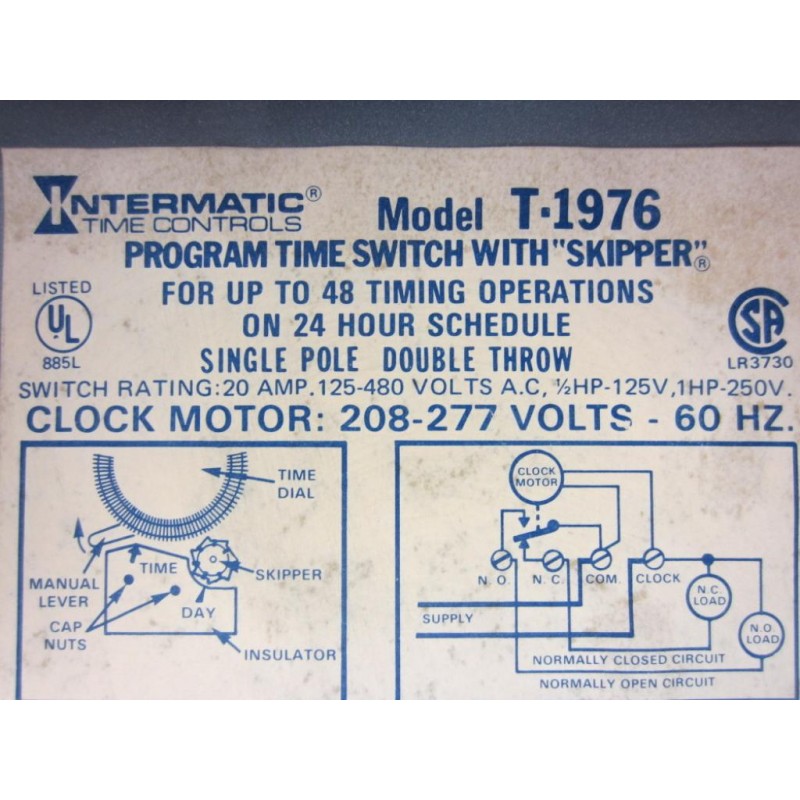 INTERMATIC®
TIME CONTROLS
Model T-1976
PROGRAM TIME SWITCH WITH "SKIPPER"®
LISTED
UL
885L
FOR UP TO 48 TIMING OPERATIONS
ON 24 HOUR SCHEDULE
SINGLE POLE DOUBLE THROW
SA
LR3730
SWITCH RATING:20 AMP.125-480 VOLTS A.C, ½HP-125V,1HP-250V.
CLOCK MOTOR: 208-277 VOLTS - 60 HZ.
TIME
DIAL
MANUAL
LEVER
TIME
SKIPPER
DAY
CAP
NUTS
INSULATOR
CLOCK
MOTOR
N.O.
N.C.
COM.
CLOCK
N.C.
LOAD
N.O.
LOAD
SUPPLY
NORMALLY CLOSED CIRCUIT
NORMALLY OPEN CIRCUIT